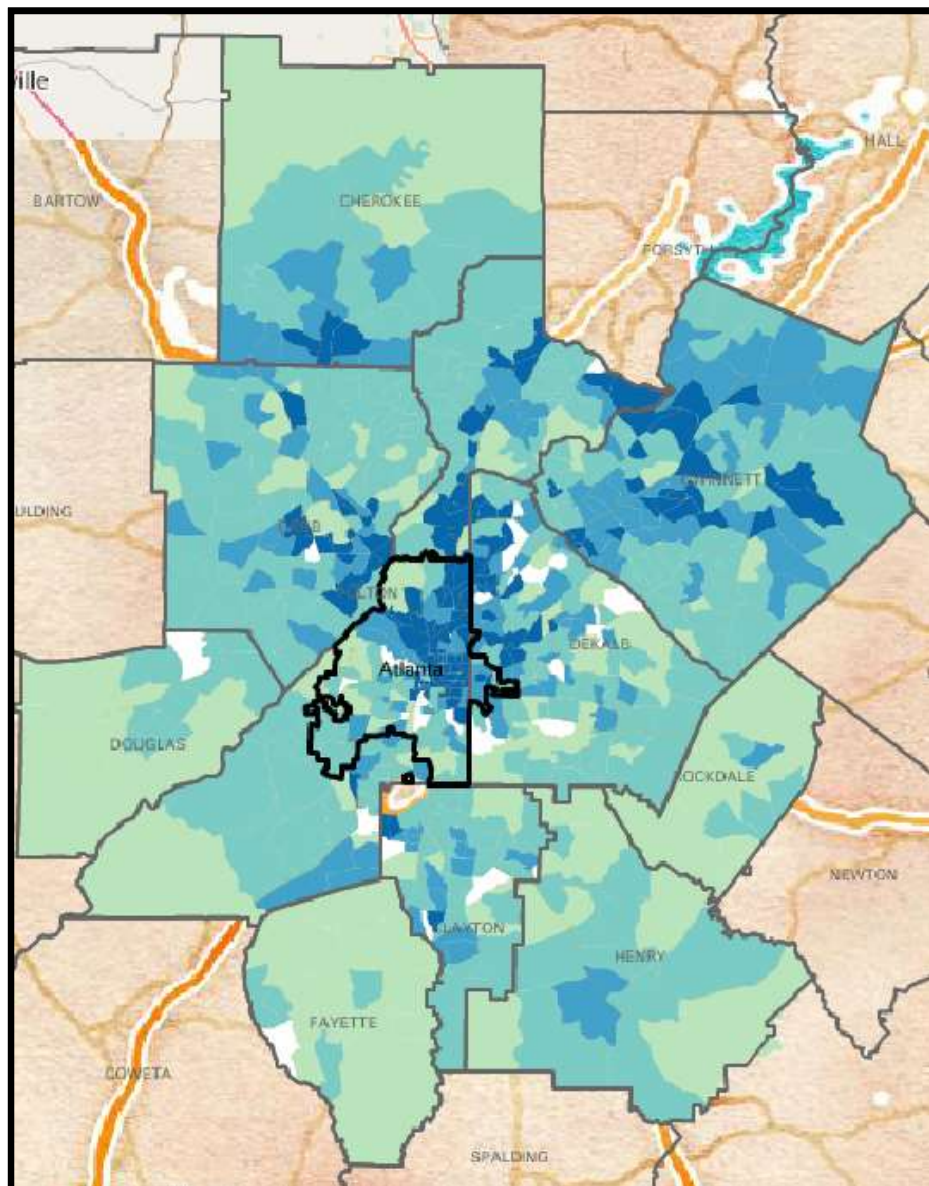 ville
HALL
BARTOW
CHEROKEE
FORSYTH
GWINNETT
ULDING
COBB
FULTON
DEKALB
Atlanta
DOUGLAS
ROCKDALE
NEWTON
CLAYTON
HENRY
FAYETTE
COWETA
SPALDING